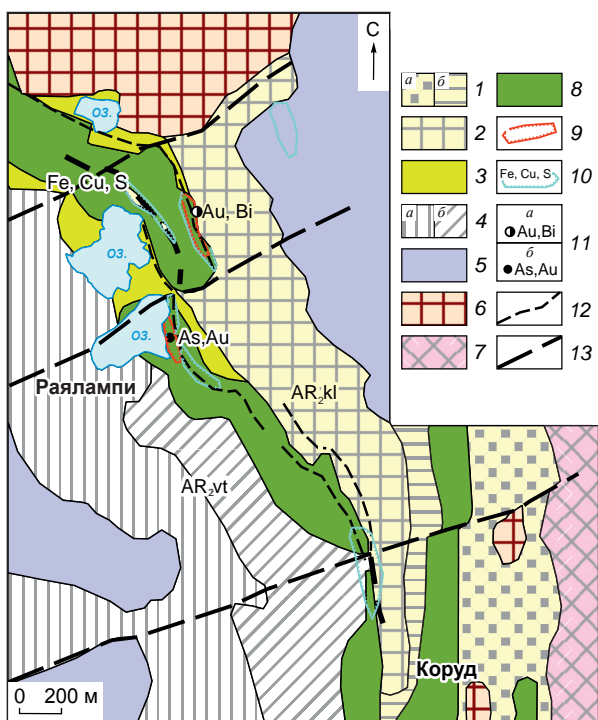 С
оз.
Fe, Cu, S
Au, Bi
оз.
оз.
As,Au
Раялампи
AR₂kl
AR₂vt
Коруд
0 200 м
а б 1
2
3
а б 4
5
6
7
8
9
Fe, Cu, S 10
а
Au,Bi
б
As,Au
11
12
13